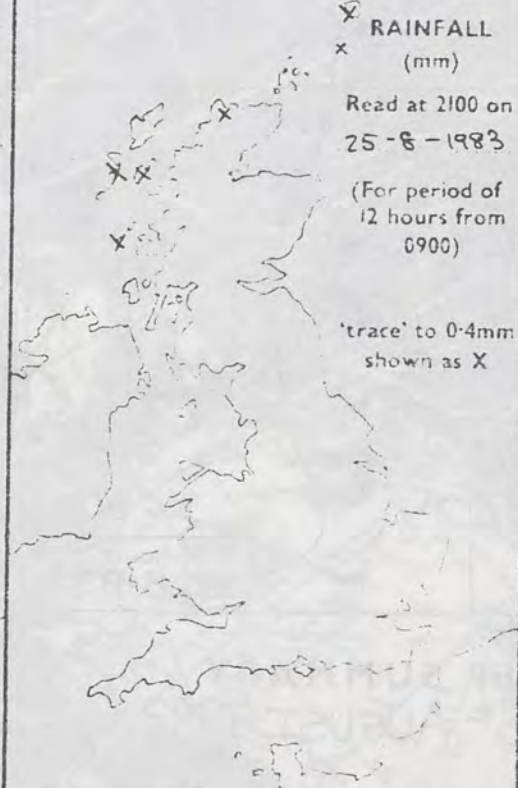 RAINFALL
(mm)
Read at 2100 on
25-8-1983
(For period of
12 hours from
0900)
'trace' to 0·4mm
shown as X